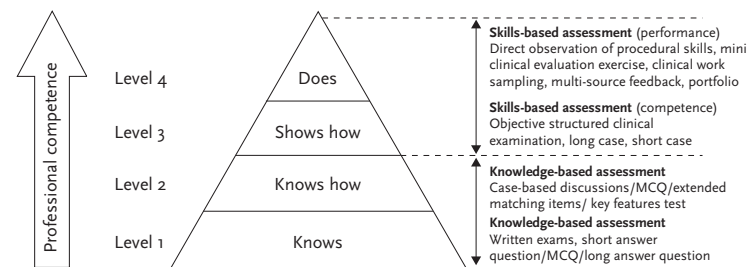 Professional competence
Level 4
Does
Level 3
Shows how
Level 2
Knows how
Level 1
Knows
Skills-based assessment (performance)
Direct observation of procedural skills, mini
clinical evaluation exercise, clinical work
sampling, multi-source feedback, portfolio
Skills-based assessment (competence)
Objective structured clinical
examination, long case, short case
Knowledge-based assessment
Case-based discussions/MCQ/extended
matching items/ key features test
Knowledge-based assessment
Written exams, short answer
question/MCQ/long answer question